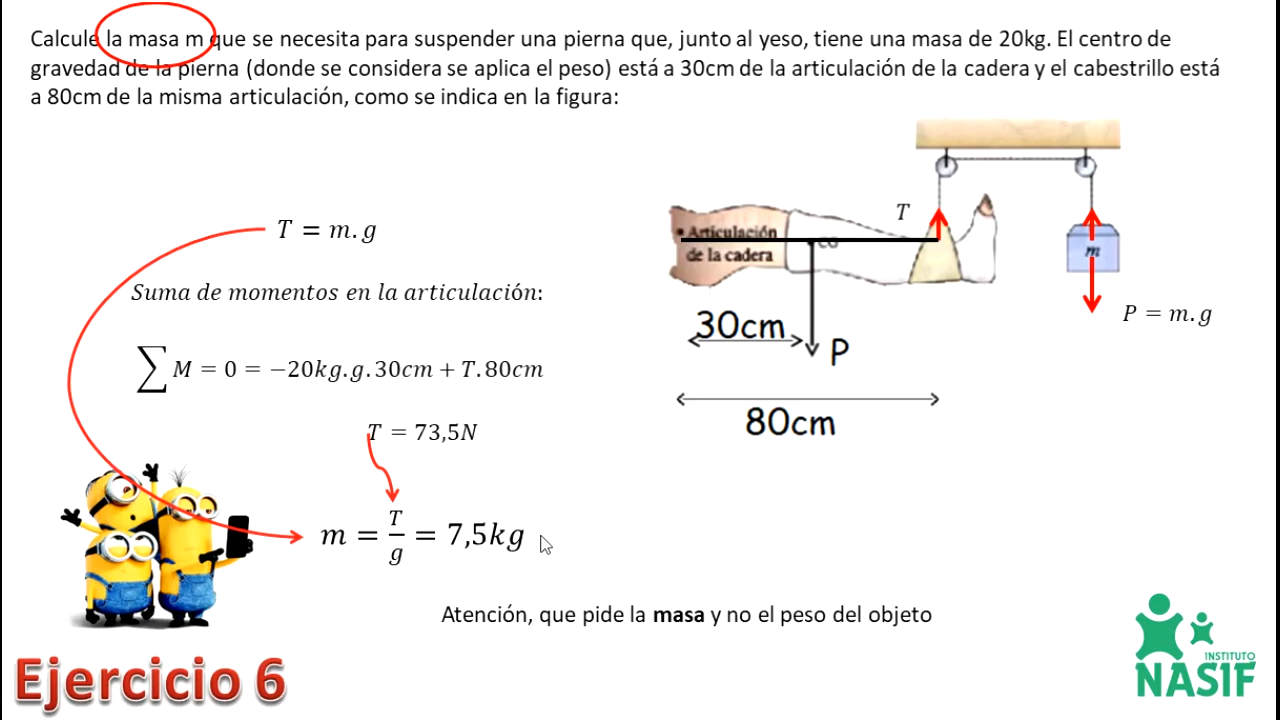 Calcule la masa m que se necesita para suspender una pierna que, junto al yeso, tiene una masa de 20kg. El centro de
gravedad de la pierna (donde se considera se aplica el peso) está a 30cm de la articulación de la cadera y el cabestrillo está
a 80cm de la misma articulación, como se indica en la figura:
T = m.g
Suma de momentos en la articulación:
∑ M = 0 = −20kg.g.30cm + T.80cm
T = 73,5N
m = T/g = 7,5kg
Atención, que pide la masa y no el peso del objeto
T
Articulación
de la cadera
CG
m
P = m.g
30cm
P
80cm
Ejercicio 6
INSTITUTO
NASIF